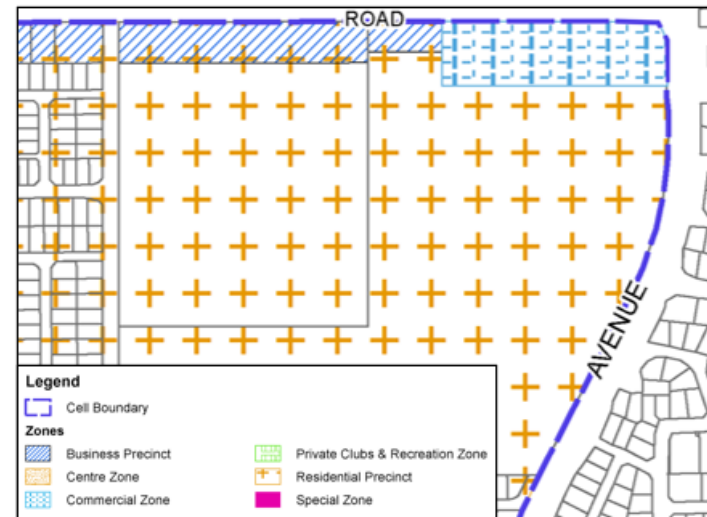 ROAD
AVENUE
Legend
Cell Boundary
Zones
Business Precinct
Centre Zone
Commercial Zone
Private Clubs & Recreation Zone
Residential Precinct
Special Zone